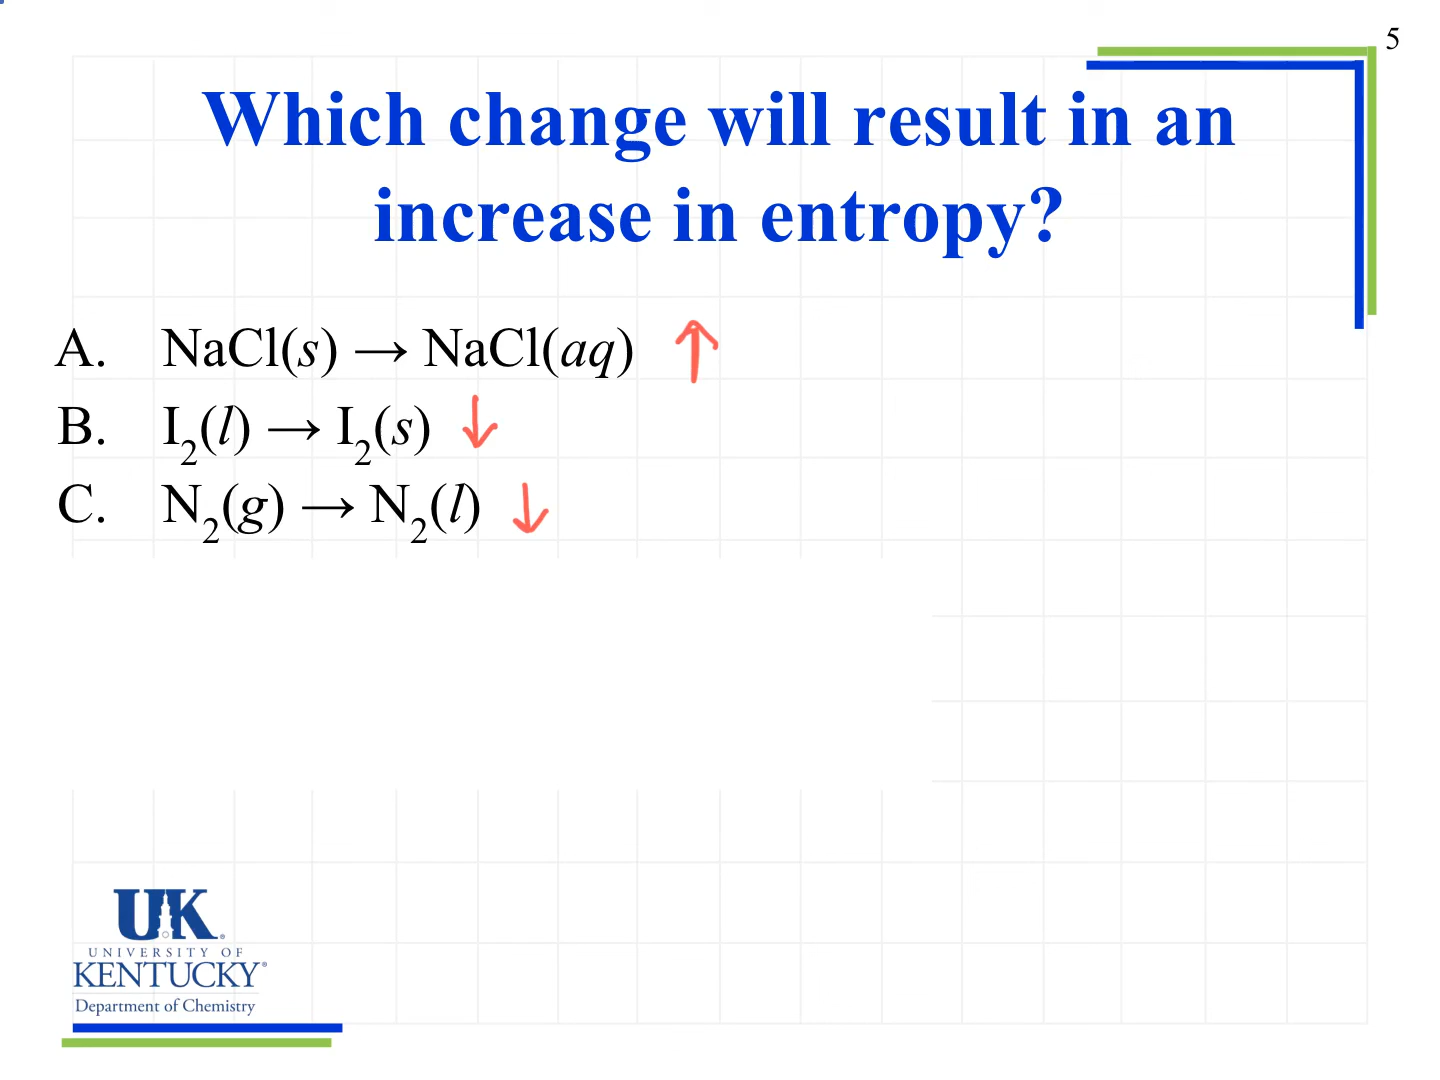 5
Which change will result in an
increase in entropy?
A. NaCl(s) → NaCl(aq) ↑
B. I₂(l) → I₂(s) ↓
C. N₂(g) → N₂(l) ↓
UK
UNIVERSITY OF
KENTUCKY®
Department of Chemistry